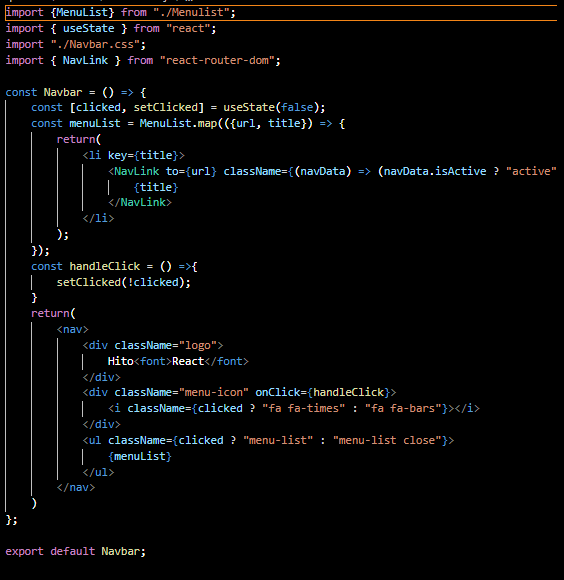 import {MenuList} from "./Menulist";
import { useState } from "react";
import "./Navbar.css";
import { NavLink } from "react-router-dom";
const Navbar = () => {
const [clicked, setClicked] = useState(false);
const menuList = MenuList.map(({url, title}) => {
return(
<li key={title}>
<NavLink to={url} className={(navData) => (navData.isActive ? "active"
{title}
</NavLink>
</li>
);
});
const handleClick = () =>{
setClicked(!clicked);
}
return(
<nav>
<div className="logo">
Hito<font>React</font>
</div>
<div className="menu-icon" onClick={handleClick}>
<i className={clicked ? "fa fa-times" : "fa fa-bars"}></i>
</div>
<ul className={clicked ? "menu-list" : "menu-list close"}>
{menuList}
</ul>
</nav>
)
};
export default Navbar;